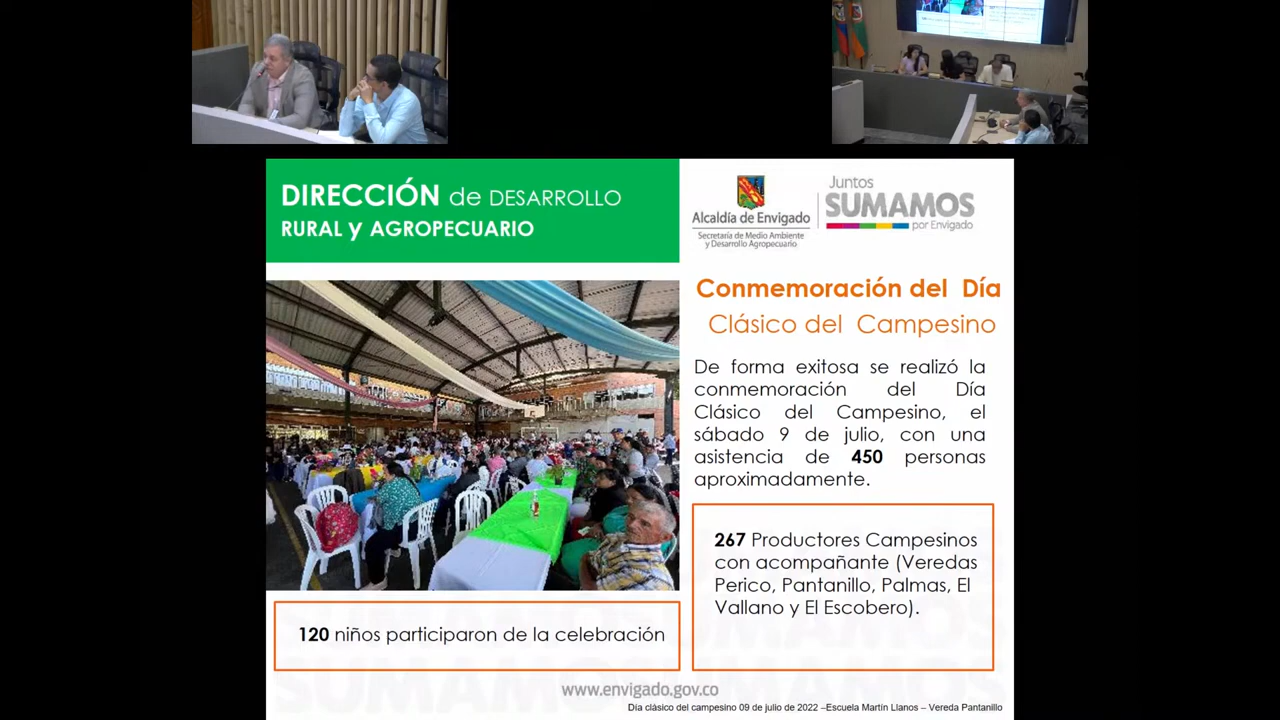 DIRECCIÓN de DESARROLLO
RURAL y AGROPECUARIO
Alcaldía de Envigado
Secretaría de Medio Ambiente
y Desarrollo Agropecuario
Juntos
SUMAMOS
por Envigado
Conmemoración del Día
Clásico del Campesino
De forma exitosa se realizó la
conmemoración del Día
Clásico del Campesino, el
sábado 9 de julio, con una
asistencia de 450 personas
aproximadamente.
267 Productores Campesinos
con acompañante (Veredas
Perico, Pantanillo, Palmas, El
Vallano y El Escobero).
120 niños participaron de la celebración
www.envigado.gov.co
Día clásico del campesino 09 de julio de 2022 –Escuela Martín Llanos – Vereda Pantanillo